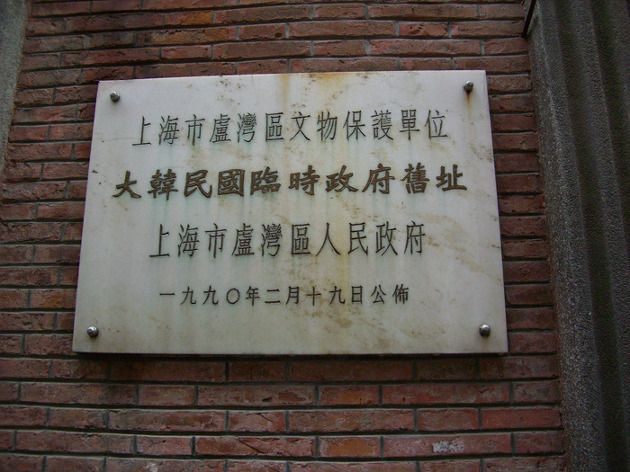 上海市盧灣區文物保護單位
大韓民國臨時政府舊址
上海市盧灣區人民政府
一九九〇年二月十九日公佈